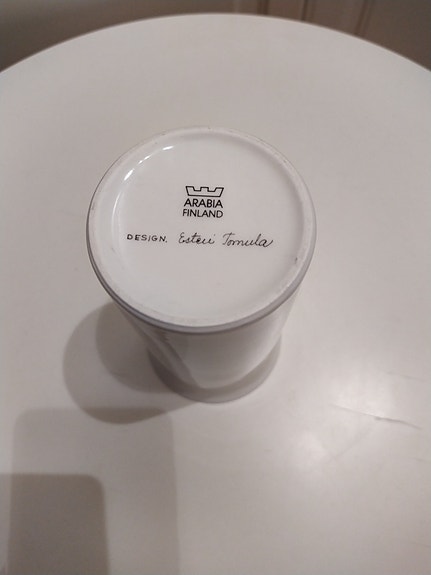 ARABIA
FINLAND
DESIGN. Esteri Tomula